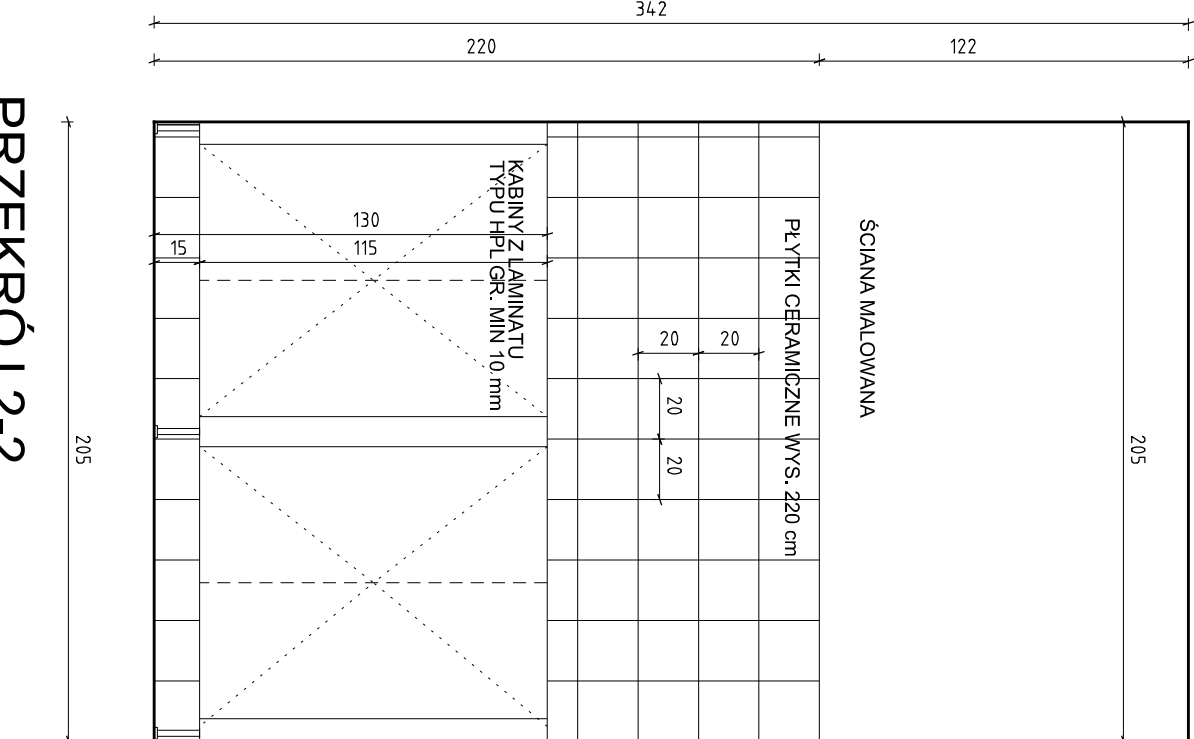 342
220
122
ŚCIANA MALOWANA
PŁYTKI CERAMICZNE WYS. 220 cm
KABINY Z LAMINATU
TYPU HPL GR. MIN 10 mm
130
15
115
20
20
20
20
205
205
PRZEKRÓJ 2-2